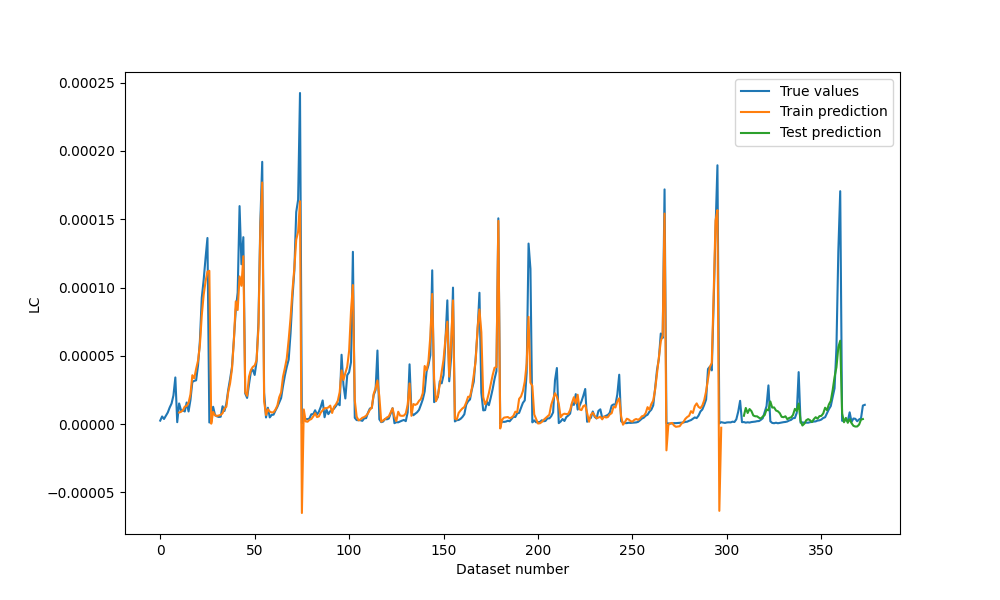 0.00025
0.00020
0.00015
0.00010
0.00005
0.00000
−0.00005
LC
True values
Train prediction
Test prediction
0 50 100 150 200 250 300 350
Dataset number